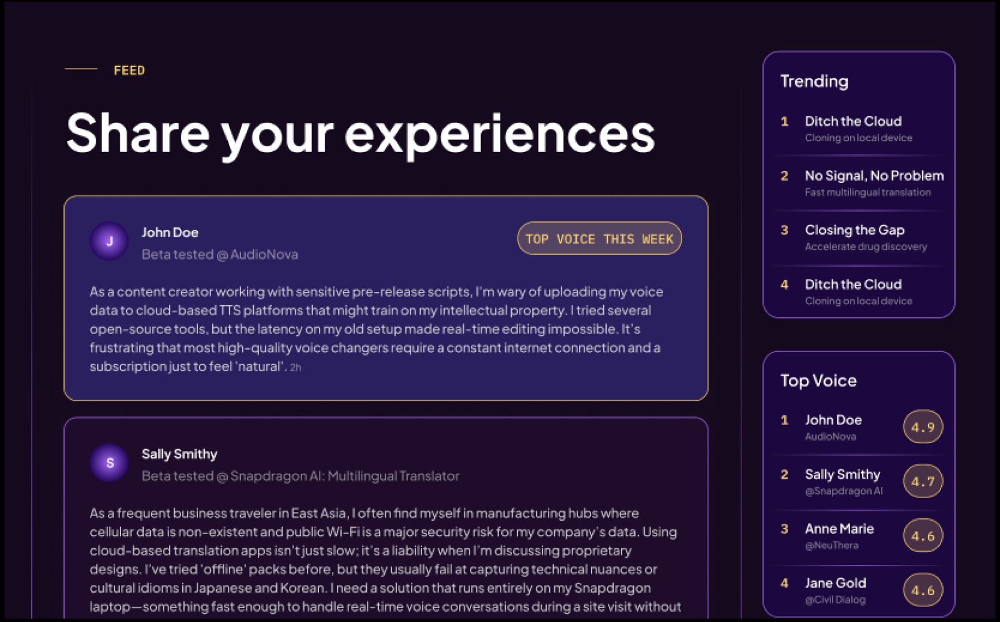 FEED
Share your experiences
J
John Doe
Beta tested @ AudioNova
TOP VOICE THIS WEEK
As a content creator working with sensitive pre-release scripts, I'm wary of uploading my voice
data to cloud-based TTS platforms that might train on my intellectual property. I tried several
open-source tools, but the latency on my old setup made real-time editing impossible. It's
frustrating that most high-quality voice changers require a constant internet connection and a
subscription just to feel 'natural'. 2h
S
Sally Smithy
Beta tested @ Snapdragon AI: Multilingual Translator
As a frequent business traveler in East Asia, I often find myself in manufacturing hubs where
cellular data is non-existent and public Wi-Fi is a major security risk for my company's data. Using
cloud-based translation apps isn't just slow; it's a liability when I'm discussing proprietary
designs. I've tried 'offline' packs before, but they usually fail at capturing technical nuances or
cultural idioms in Japanese and Korean. I need a solution that runs entirely on my Snapdragon
laptop—something fast enough to handle real-time voice conversations during a site visit without
Trending
1 Ditch the Cloud
Cloning on local device
2 No Signal, No Problem
Fast multilingual translation
3 Closing the Gap
Accelerate drug discovery
4 Ditch the Cloud
Cloning on local device
Top Voice
1 John Doe 4.9
AudioNova
2 Sally Smithy 4.7
@Snapdragon AI
3 Anne Marie 4.6
@NeuThera
4 Jane Gold 4.6
@Civil Dialog